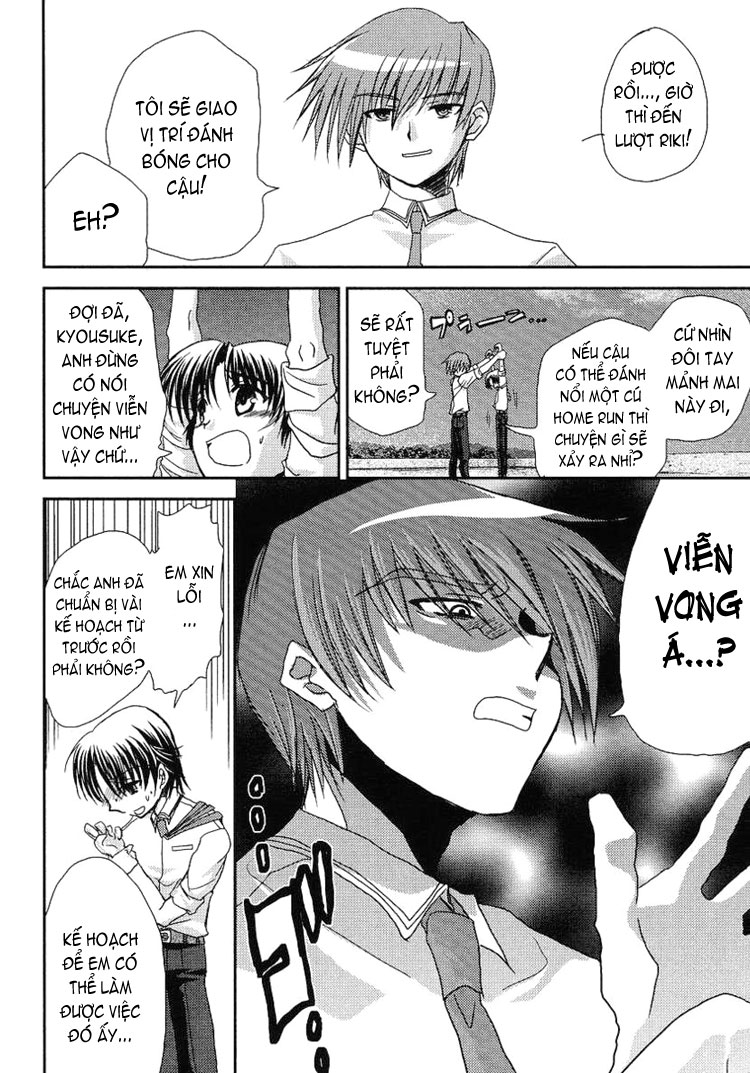 ĐƯỢC
RỒI..., GIỜ
THÌ ĐẾN
LƯỢT RIKI!
TÔI SẼ GIAO
VỊ TRÍ ĐÁNH
BÓNG CHO
CẬU!
EH?
CỨ NHÌN
ĐÔI TAY
MẢNH MAI
NÀY ĐI,
NẾU CẬU
CÓ THỂ ĐÁNH
NỔI MỘT CÚ
HOME RUN THÌ
CHUYỆN GÌ SẼ
XẢY RA NHỈ?
プラーン...
SẼ RẤT
TUYỆT
PHẢI
KHÔNG?
ĐỢI ĐÃ,
KYOUSUKE,
ANH ĐỪNG
CÓ NÓI
CHUYỆN VIỄN
VONG NHƯ
VẬY CHỨ...
VIỄN
VONG
Á...?
EM XIN
LỖI
...
CHẮC ANH ĐÃ
CHUẨN BỊ VÀI
KẾ HOẠCH TỪ
TRƯỚC RỒI
PHẢI KHÔNG?
KẾ HOẠCH
ĐỂ EM CÓ
THỂ LÀM
ĐƯỢC VIỆC
ĐÓ ẤY...